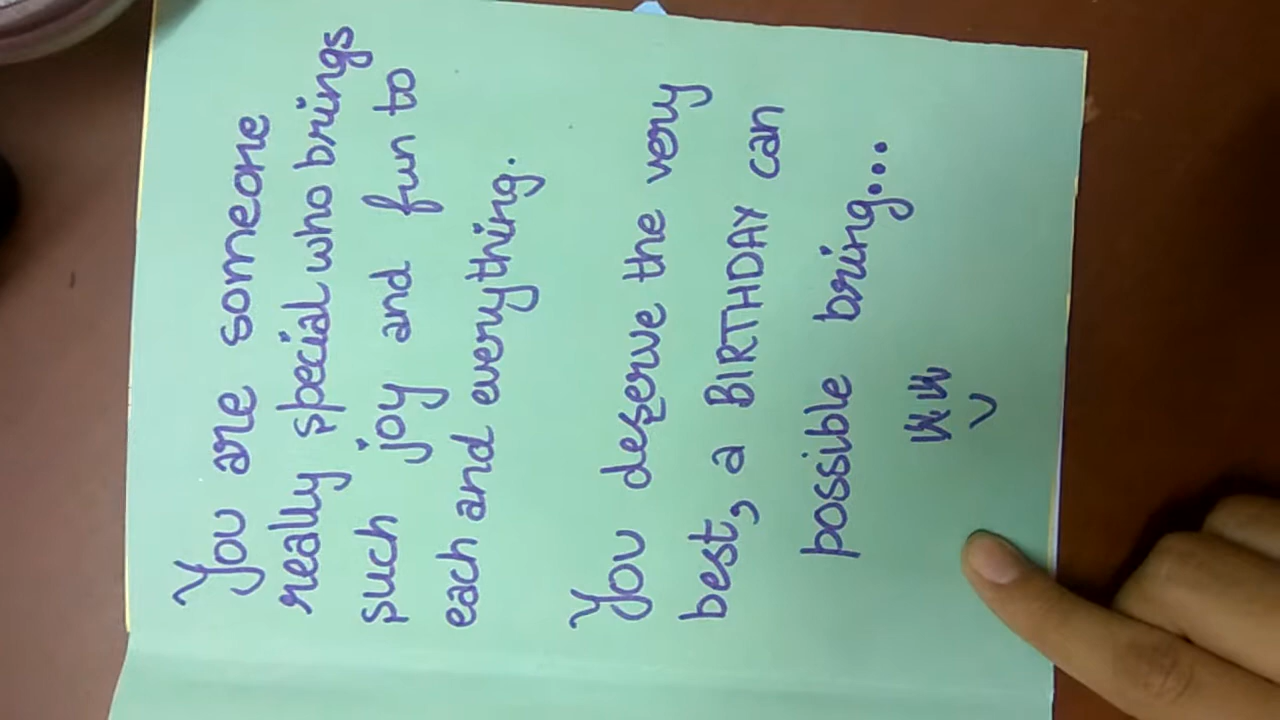 You are someone
really special who brings
such joy and fun to
each and everything.
You deserve the very
best, a BIRTHDAY can
possible bring...